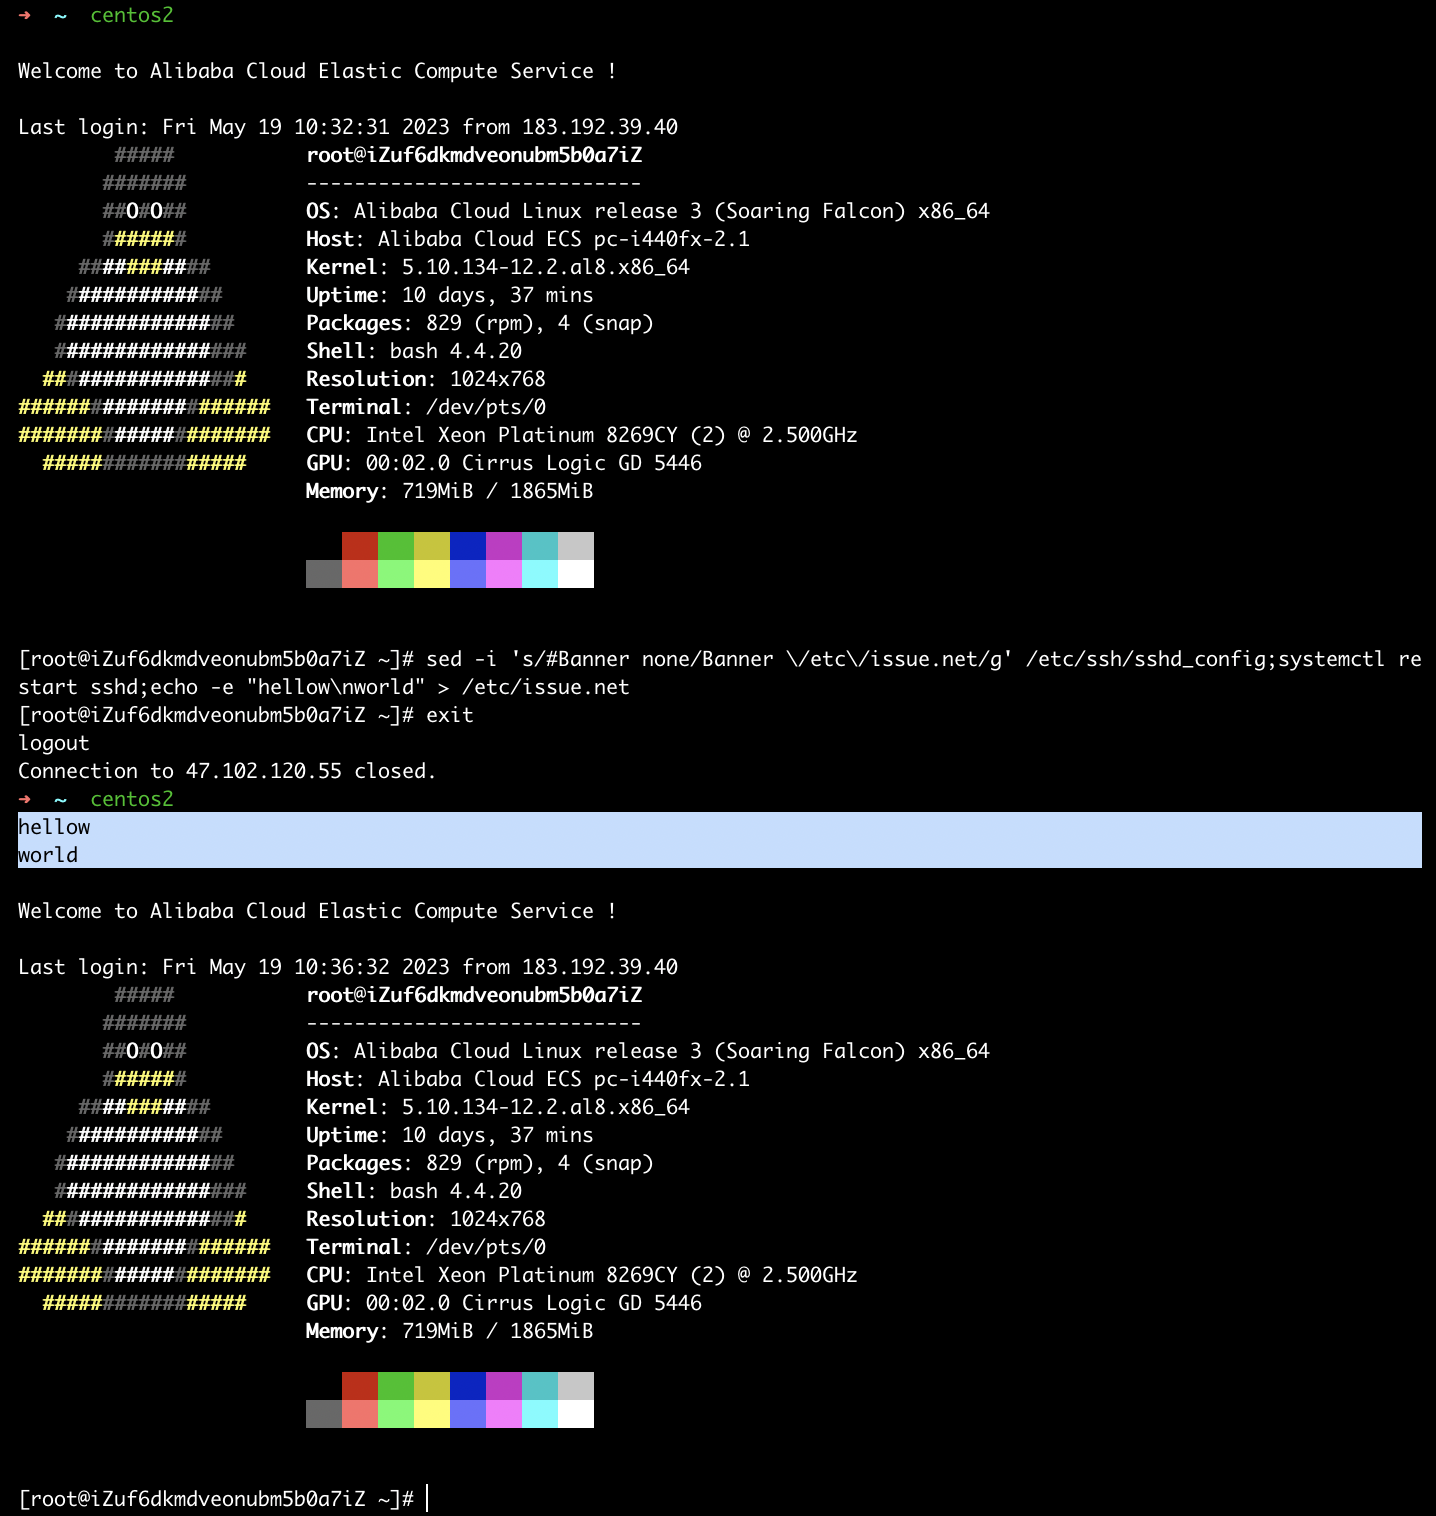 ➜  ~  centos2

Welcome to Alibaba Cloud Elastic Compute Service !

Last login: Fri May 19 10:32:31 2023 from 183.192.39.40
        #####           root@iZuf6dkmdveonubm5b0a7iZ
       #######          ----------------------------
       ##O#O##          OS: Alibaba Cloud Linux release 3 (Soaring Falcon) x86_64
       #######          Host: Alibaba Cloud ECS pc-i440fx-2.1
     ###########        Kernel: 5.10.134-12.2.al8.x86_64
    #############       Uptime: 10 days, 37 mins
   ###############      Packages: 829 (rpm), 4 (snap)
   ################     Shell: bash 4.4.20
  #################     Resolution: 1024x768
#####################   Terminal: /dev/pts/0
#####################   CPU: Intel Xeon Platinum 8269CY (2) @ 2.500GHz
  #################     GPU: 00:02.0 Cirrus Logic GD 5446
                        Memory: 719MiB / 1865MiB

[root@iZuf6dkmdveonubm5b0a7iZ ~]# sed -i 's/#Banner none/Banner \/etc\/issue.net/g' /etc/ssh/sshd_config;systemctl re
start sshd;echo -e "hellow\nworld" > /etc/issue.net
[root@iZuf6dkmdveonubm5b0a7iZ ~]# exit
logout
Connection to 47.102.120.55 closed.
➜  ~  centos2
hellow
world

Welcome to Alibaba Cloud Elastic Compute Service !

Last login: Fri May 19 10:36:32 2023 from 183.192.39.40
        #####           root@iZuf6dkmdveonubm5b0a7iZ
       #######          ----------------------------
       ##O#O##          OS: Alibaba Cloud Linux release 3 (Soaring Falcon) x86_64
       #######          Host: Alibaba Cloud ECS pc-i440fx-2.1
     ###########        Kernel: 5.10.134-12.2.al8.x86_64
    #############       Uptime: 10 days, 37 mins
   ###############      Packages: 829 (rpm), 4 (snap)
   ################     Shell: bash 4.4.20
  #################     Resolution: 1024x768
#####################   Terminal: /dev/pts/0
#####################   CPU: Intel Xeon Platinum 8269CY (2) @ 2.500GHz
  #################     GPU: 00:02.0 Cirrus Logic GD 5446
                        Memory: 719MiB / 1865MiB

[root@iZuf6dkmdveonubm5b0a7iZ ~]#